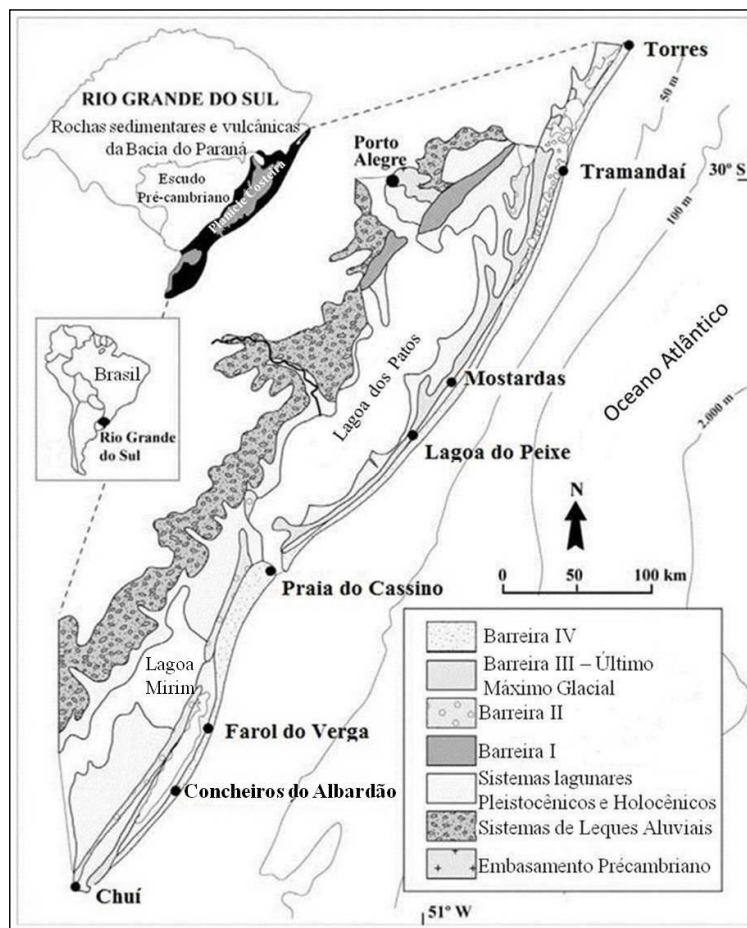 Torres
RIO GRANDE DO SUL
Rochas sedimentares e vulcânicas
da Bacia do Paraná
Escudo
Pré-cambriano
Planície Costeira
50 m
Porto
Alegre
Tramandaí
30º S
100 m
Oceano Atlântico
Brasil
Rio Grande
do Sul
Lagoa dos Patos
Mostardas
Lagoa do Peixe
2.000 m
N
0 50 100 km
Praia do Cassino
Lagoa
Mirim
Farol do Verga
Concheiros do Albardão
Chuí
Barreira IV
Barreira III – Último
Máximo Glacial
Barreira II
Barreira I
Sistemas lagunares
Pleistocênicos e Holocênicos
Sistemas de Leques Aluviais
Embasamento Précambriano
51º W